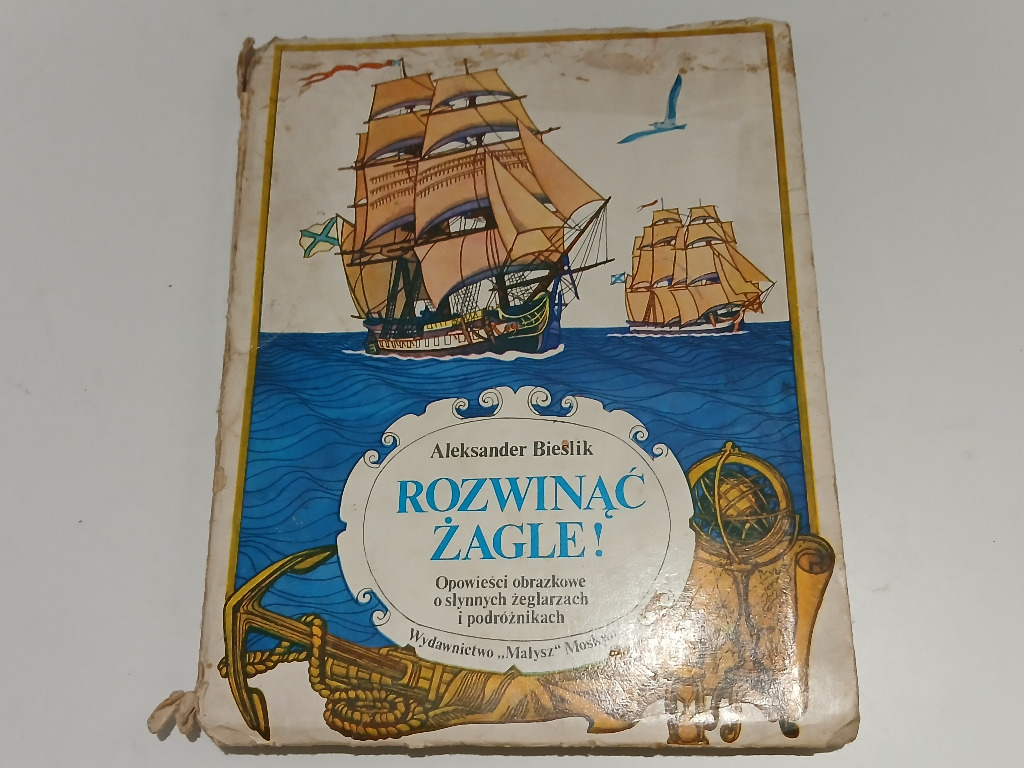 Aleksander Bieślik
ROZWINĄĆ
ŻAGLE!
Opowieści obrazkowe
o słynnych żeglarzach
i podróżnikach
Wydawnictwo „Małysz"